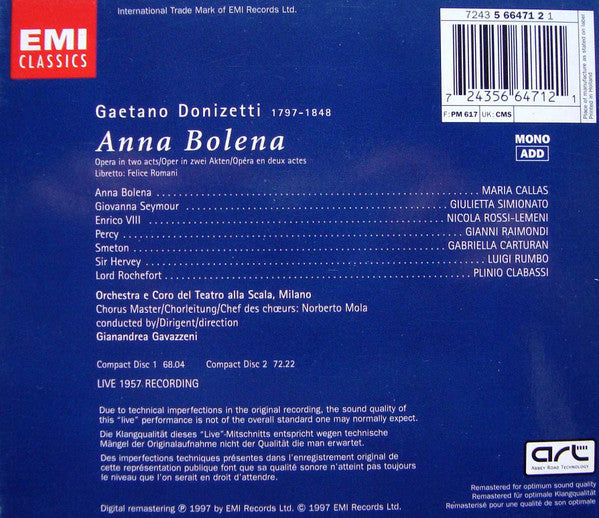 International Trade Mark of EMI Records Ltd.
EMI
CLASSICS
7243 5 66471 2 1
7 24356 64712 1
F: PM 617 UK: CMS
Place of manufacture as stated on label
Printed in Holland
Gaetano Donizetti 1797-1848
Anna Bolena
MONO
ADD
Opera in two acts/Oper in zwei Akten/Opéra en deux actes
Libretto: Felice Romani
Anna Bolena ........ MARIA CALLAS
Giovanna Seymour ........ GIULIETTA SIMIONATO
Enrico VIII ........ NICOLA ROSSI-LEMENI
Percy ........ GIANNI RAIMONDI
Smeton ........ GABRIELLA CARTURAN
Sir Hervey ........ LUIGI RUMBO
Lord Rochefort ........ PLINIO CLABASSI
Orchestra e Coro del Teatro alla Scala, Milano
Chorus Master/Chorleitung/Chef des chœurs: Norberto Mola
conducted by/Dirigent/direction
Gianandrea Gavazzeni
Compact Disc 1 68.04 Compact Disc 2 72.22
LIVE 1957 RECORDING
Due to technical imperfections in the original recording, the sound quality of
this "live" performance is not of the overall standard one may normally expect.
Die Klangqualität dieses "Live"-Mitschnitts entspricht wegen technische
Mängel der Originalaufnahme nicht der Qualität die man erwartet.
Des imperfections techniques présentes dans l'enregistrement original de
cette représentation publique font que sa qualité sonore n'atteint pas toujours
le niveau que l'on serait en droit d'attendre.
art
ABBEY ROAD TECHNOLOGY
Remastered for optimum sound quality
Remastered für optimale Klangqualität
Remasterisé pour une qualité de son optimale
Digital remastering ℗ 1997 by EMI Records Ltd. © 1997 EMI Records Ltd.